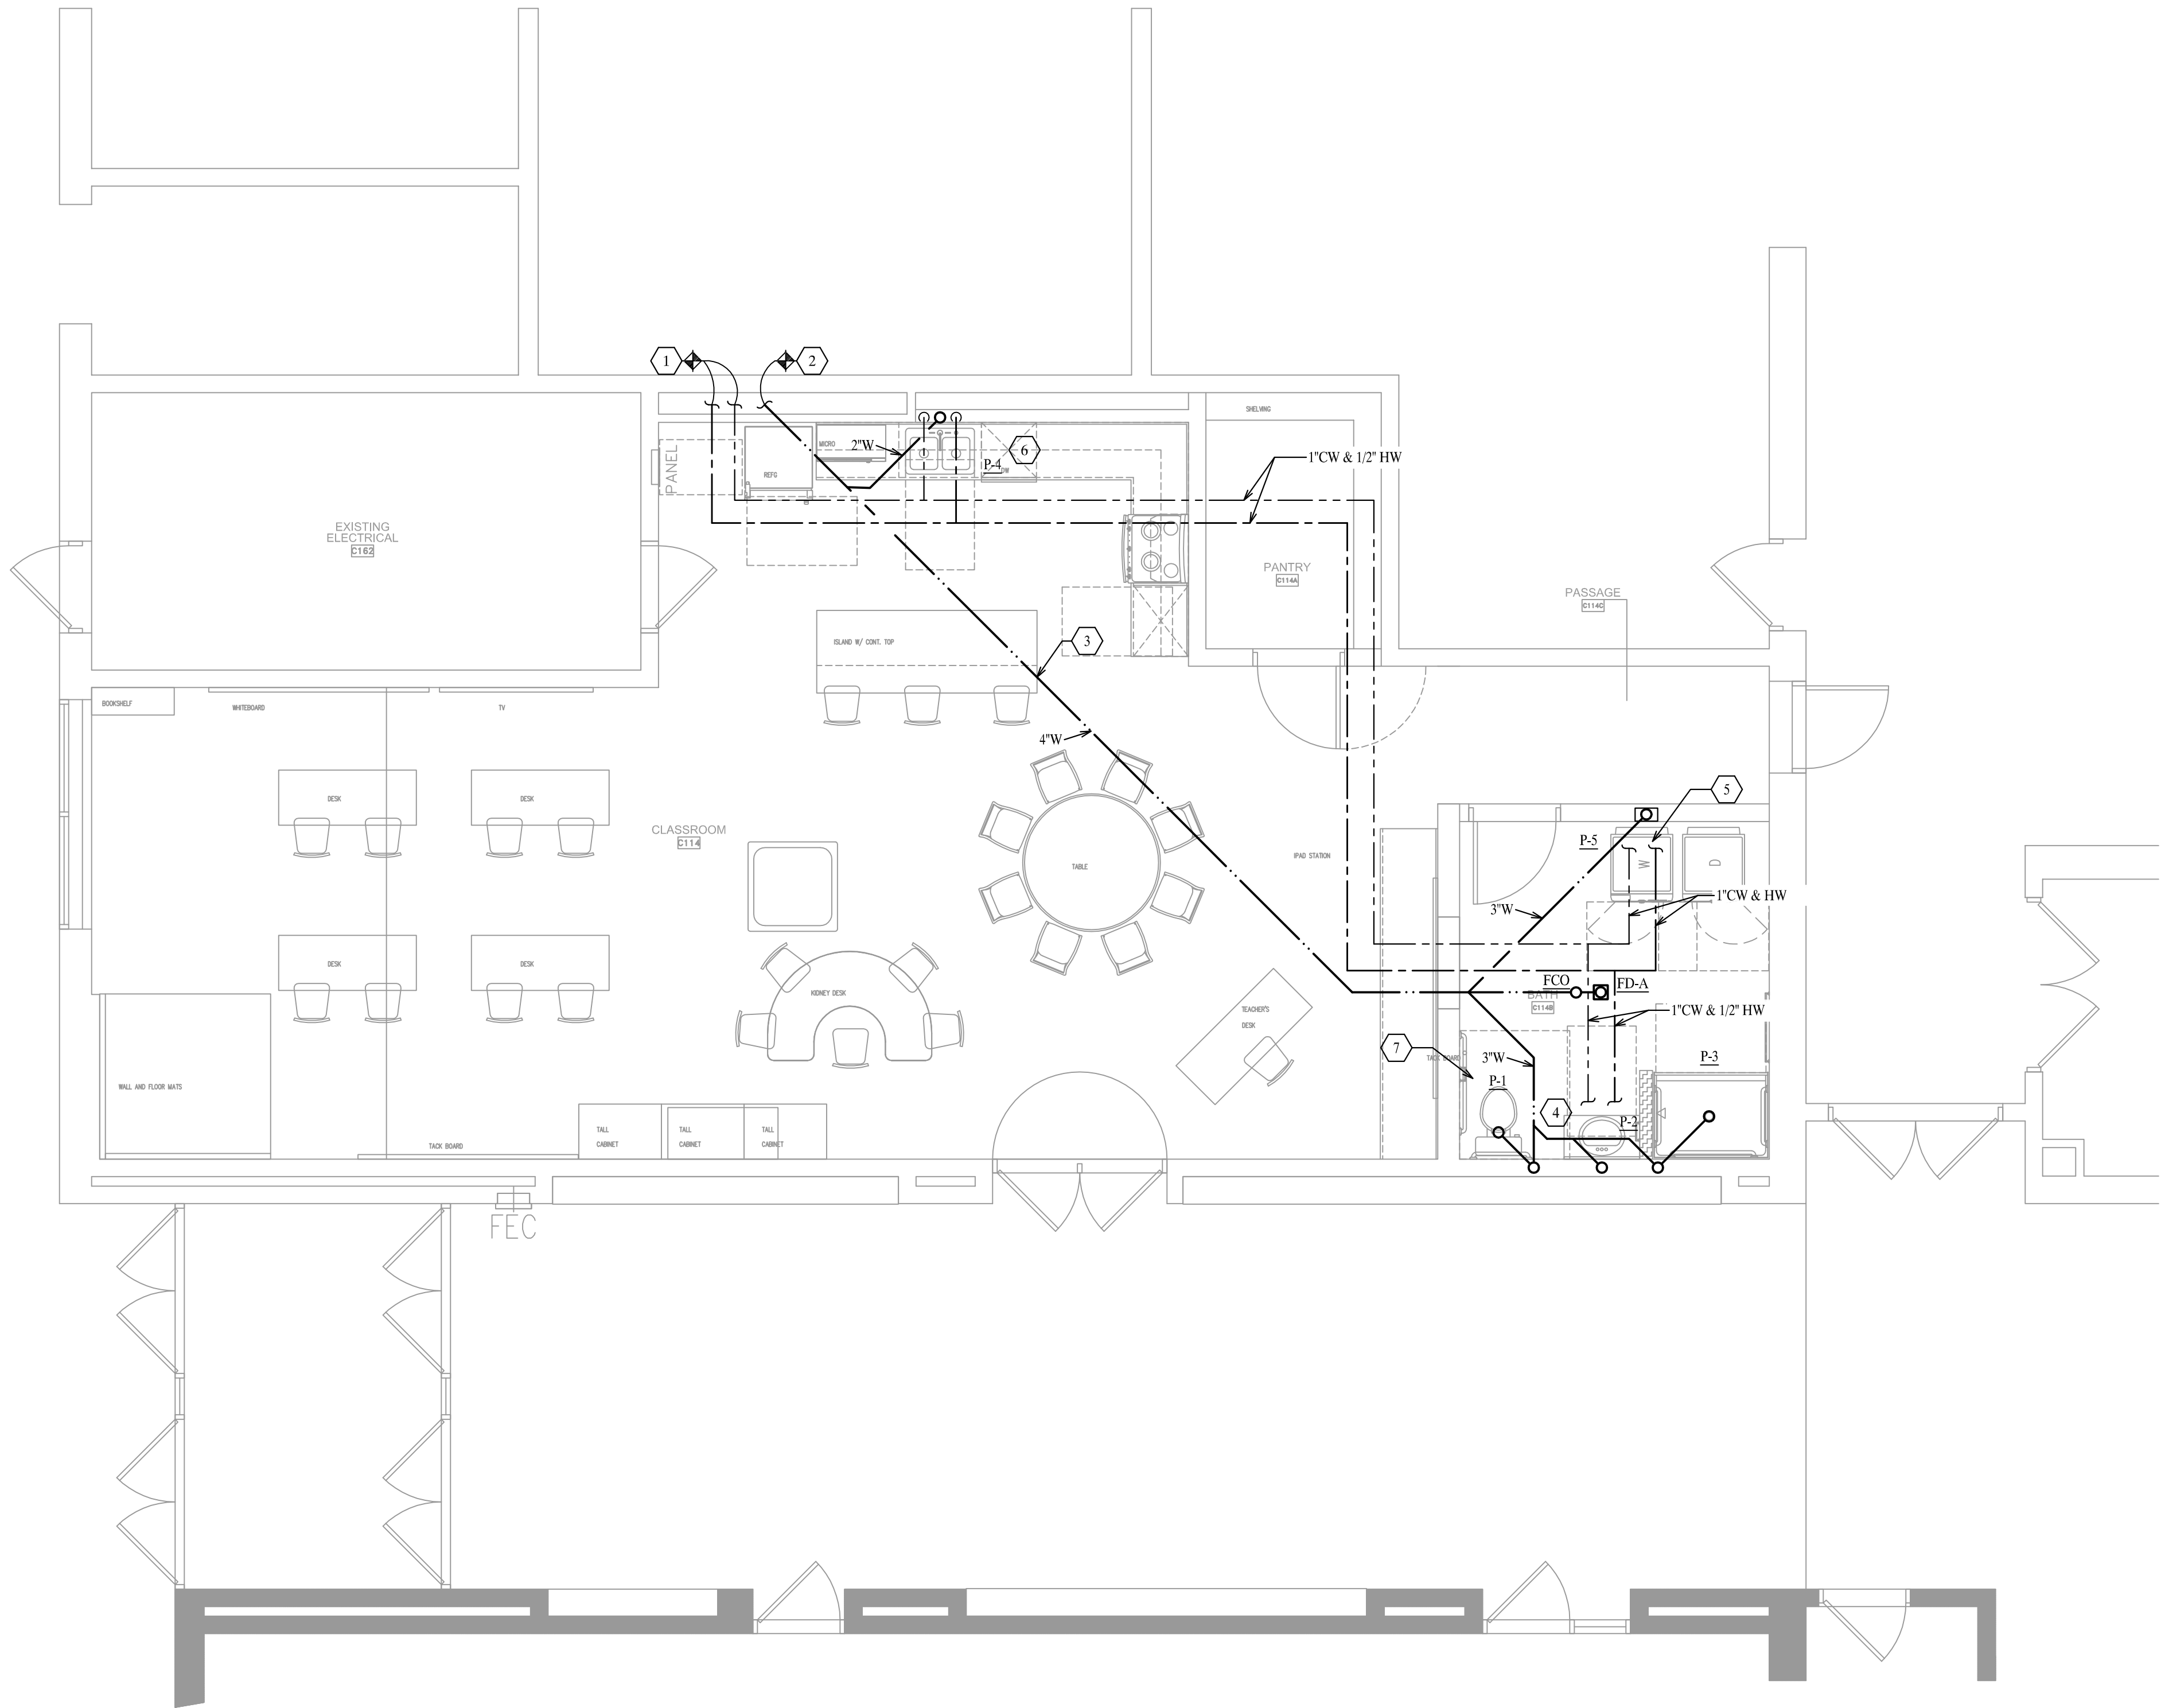 1
2
SHELVING
MICRO
2"W
6
P-4
DW
1"CW & 1/2" HW
PANEL
REFG
EXISTING
ELECTRICAL
C162
PANTRY
C114A
PASSAGE
C114C
ISLAND W/ CONT. TOP
3
BOOKSHELF
WHITEBOARD
TV
4"W
DESK
DESK
5
CLASSROOM
C114
P-5
IPAD STATION
TABLE
W
D
3"W
1"CW & HW
DESK
DESK
KIDNEY DESK
FCO
FD-A
BATH
C114B
TEACHER'S
DESK
1"CW & 1/2" HW
7
TACK BOARD
3"W
P-3
P-1
WALL AND FLOOR MATS
4
P-2
TALL
CABINET
TALL
CABINET
TALL
CABINET
TACK BOARD
FEC